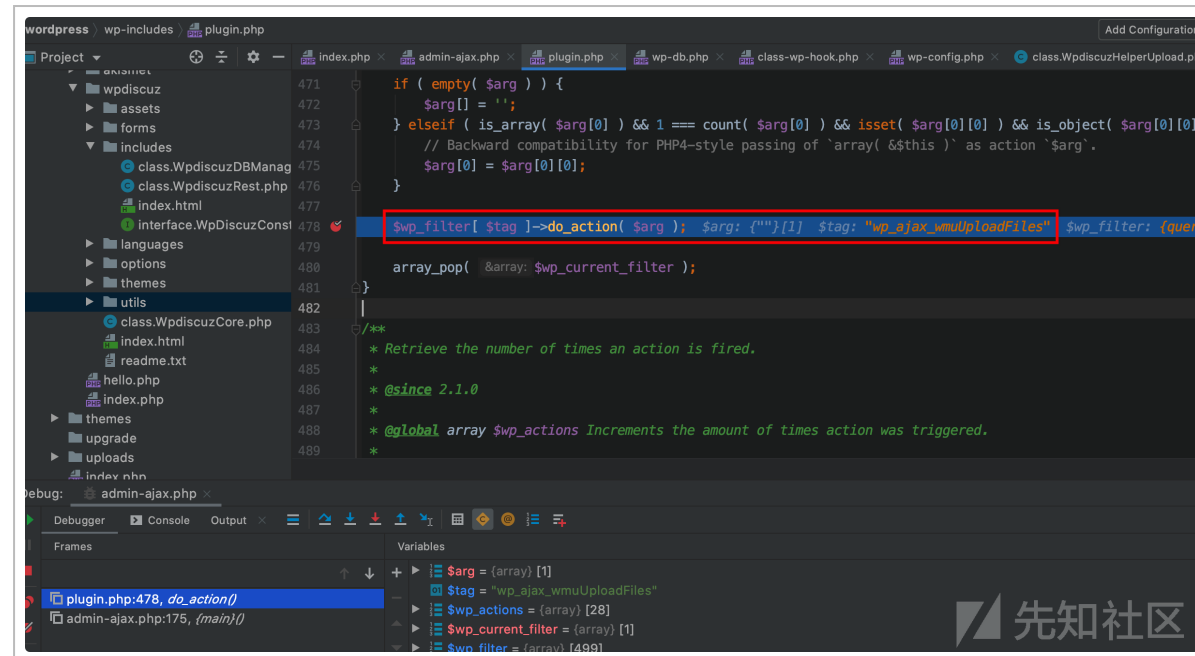 wordpress › wp-includes › plugin.php
Add Configuration
Project
index.php admin-ajax.php plugin.php wp-db.php class-wp-hook.php wp-config.php class.WpdiscuzHelperUpload.p
akismet
wpdiscuz
assets
forms
includes
class.WpdiscuzDBManag
class.WpdiscuzRest.php
index.html
interface.WpDiscuzConst
languages
options
themes
utils
class.WpdiscuzCore.php
index.html
readme.txt
hello.php
index.php
themes
upgrade
uploads
index.php
471 if ( empty( $arg ) ) {
472 $arg[] = '';
473 } elseif ( is_array( $arg[0] ) && 1 === count( $arg[0] ) && isset( $arg[0][0] ) && is_object( $arg[0][0]
474 // Backward compatibility for PHP4-style passing of `array( &$this )` as action `$arg`.
475 $arg[0] = $arg[0][0];
476 }
477
478 $wp_filter[ $tag ]->do_action( $arg ); $arg: {""}[1] $tag: "wp_ajax_wmuUploadFiles" $wp_filter: {quer
479
480 array_pop( &array: $wp_current_filter );
481 }
482
483 /**
484 * Retrieve the number of times an action is fired.
485 *
486 * @since 2.1.0
487 *
488 * @global array $wp_actions Increments the amount of times action was triggered.
489 *
Debug: admin-ajax.php
Debugger Console Output
Frames
Variables
plugin.php:478, do_action()
admin-ajax.php:175, {main}()
$arg = {array} [1]
$tag = "wp_ajax_wmuUploadFiles"
$wp_actions = {array} [28]
$wp_current_filter = {array} [1]
$wp_filter = {array} [499]
先知社区